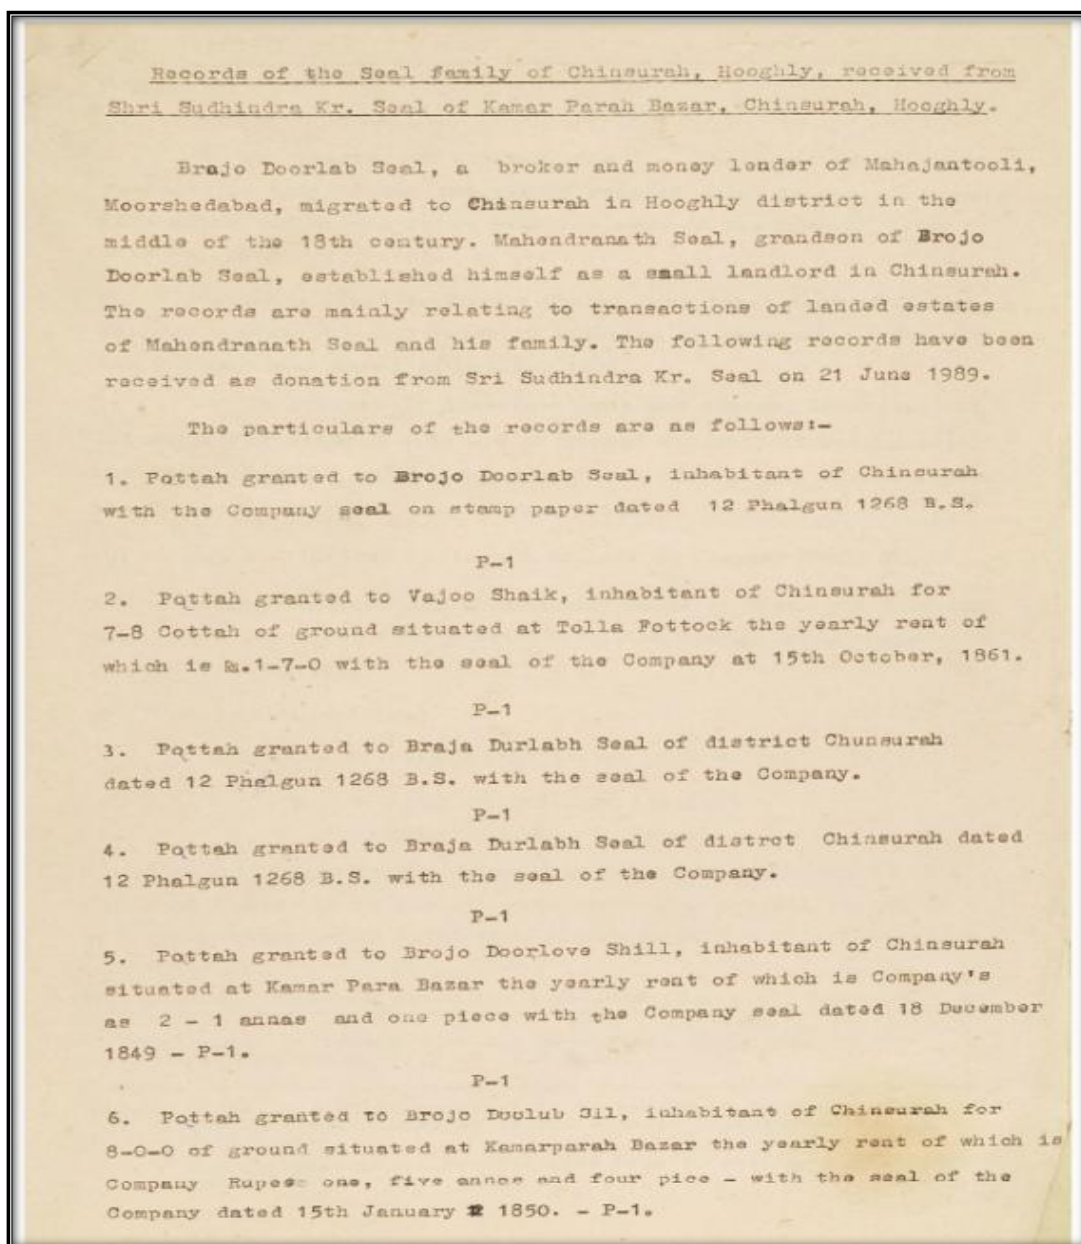 Records of the Seal family of Chinsurah, Hooghly, received from
Shri Sudhindra Kr. Seal of Kamar Parah Bazar, Chinsurah, Hooghly.
Brajo Doorlab Seal, a broker and money lender of Mahajantooli,
Moorshedabad, migrated to Chinsurah in Hooghly district in the
middle of the 18th century. Mahendranath Seal, grandson of Brojo
Doorlab Seal, established himself as a small landlord in Chinsurah.
The records are mainly relating to transactions of landed estates
of Mahendranath Seal and his family. The following records have been
received as donation from Sri Sudhindra Kr. Seal on 21 June 1989.
The particulars of the records are as follows:-
1. Pottah granted to Brojo Doorlab Seal, inhabitant of Chinsurah
with the Company seal on stamp paper dated 12 Phalgun 1268 B.S.
P-1
2. Pottah granted to Vajoo Shaik, inhabitant of Chinsurah for
7-8 Cottah of ground situated at Tolla Fottock the yearly rent of
which is Rs.1-7-0 with the seal of the Company at 15th October, 1861.
P-1
3. Pottah granted to Braja Durlabh Seal of district Chunsurah
dated 12 Phalgun 1268 B.S. with the seal of the Company.
P-1
4. Pottah granted to Braja Durlabh Seal of distrct Chinsurah dated
12 Phalgun 1268 B.S. with the seal of the Company.
P-1
5. Pottah granted to Brojo Doorlove Shill, inhabitant of Chinsurah
situated at Kamar Para Bazar the yearly rent of which is Company's
as 2 - 1 annas and one piece with the Company seal dated 18 December
1849 - P-1.
P-1
6. Pottah granted to Brojo Doolub Sil, inhabitant of Chinsurah for
8-0-0 of ground situated at Kamarparah Bazar the yearly rent of which is
Company Rupes one, five annas and four pice - with the seal of the
Company dated 15th January 1850. - P-1.